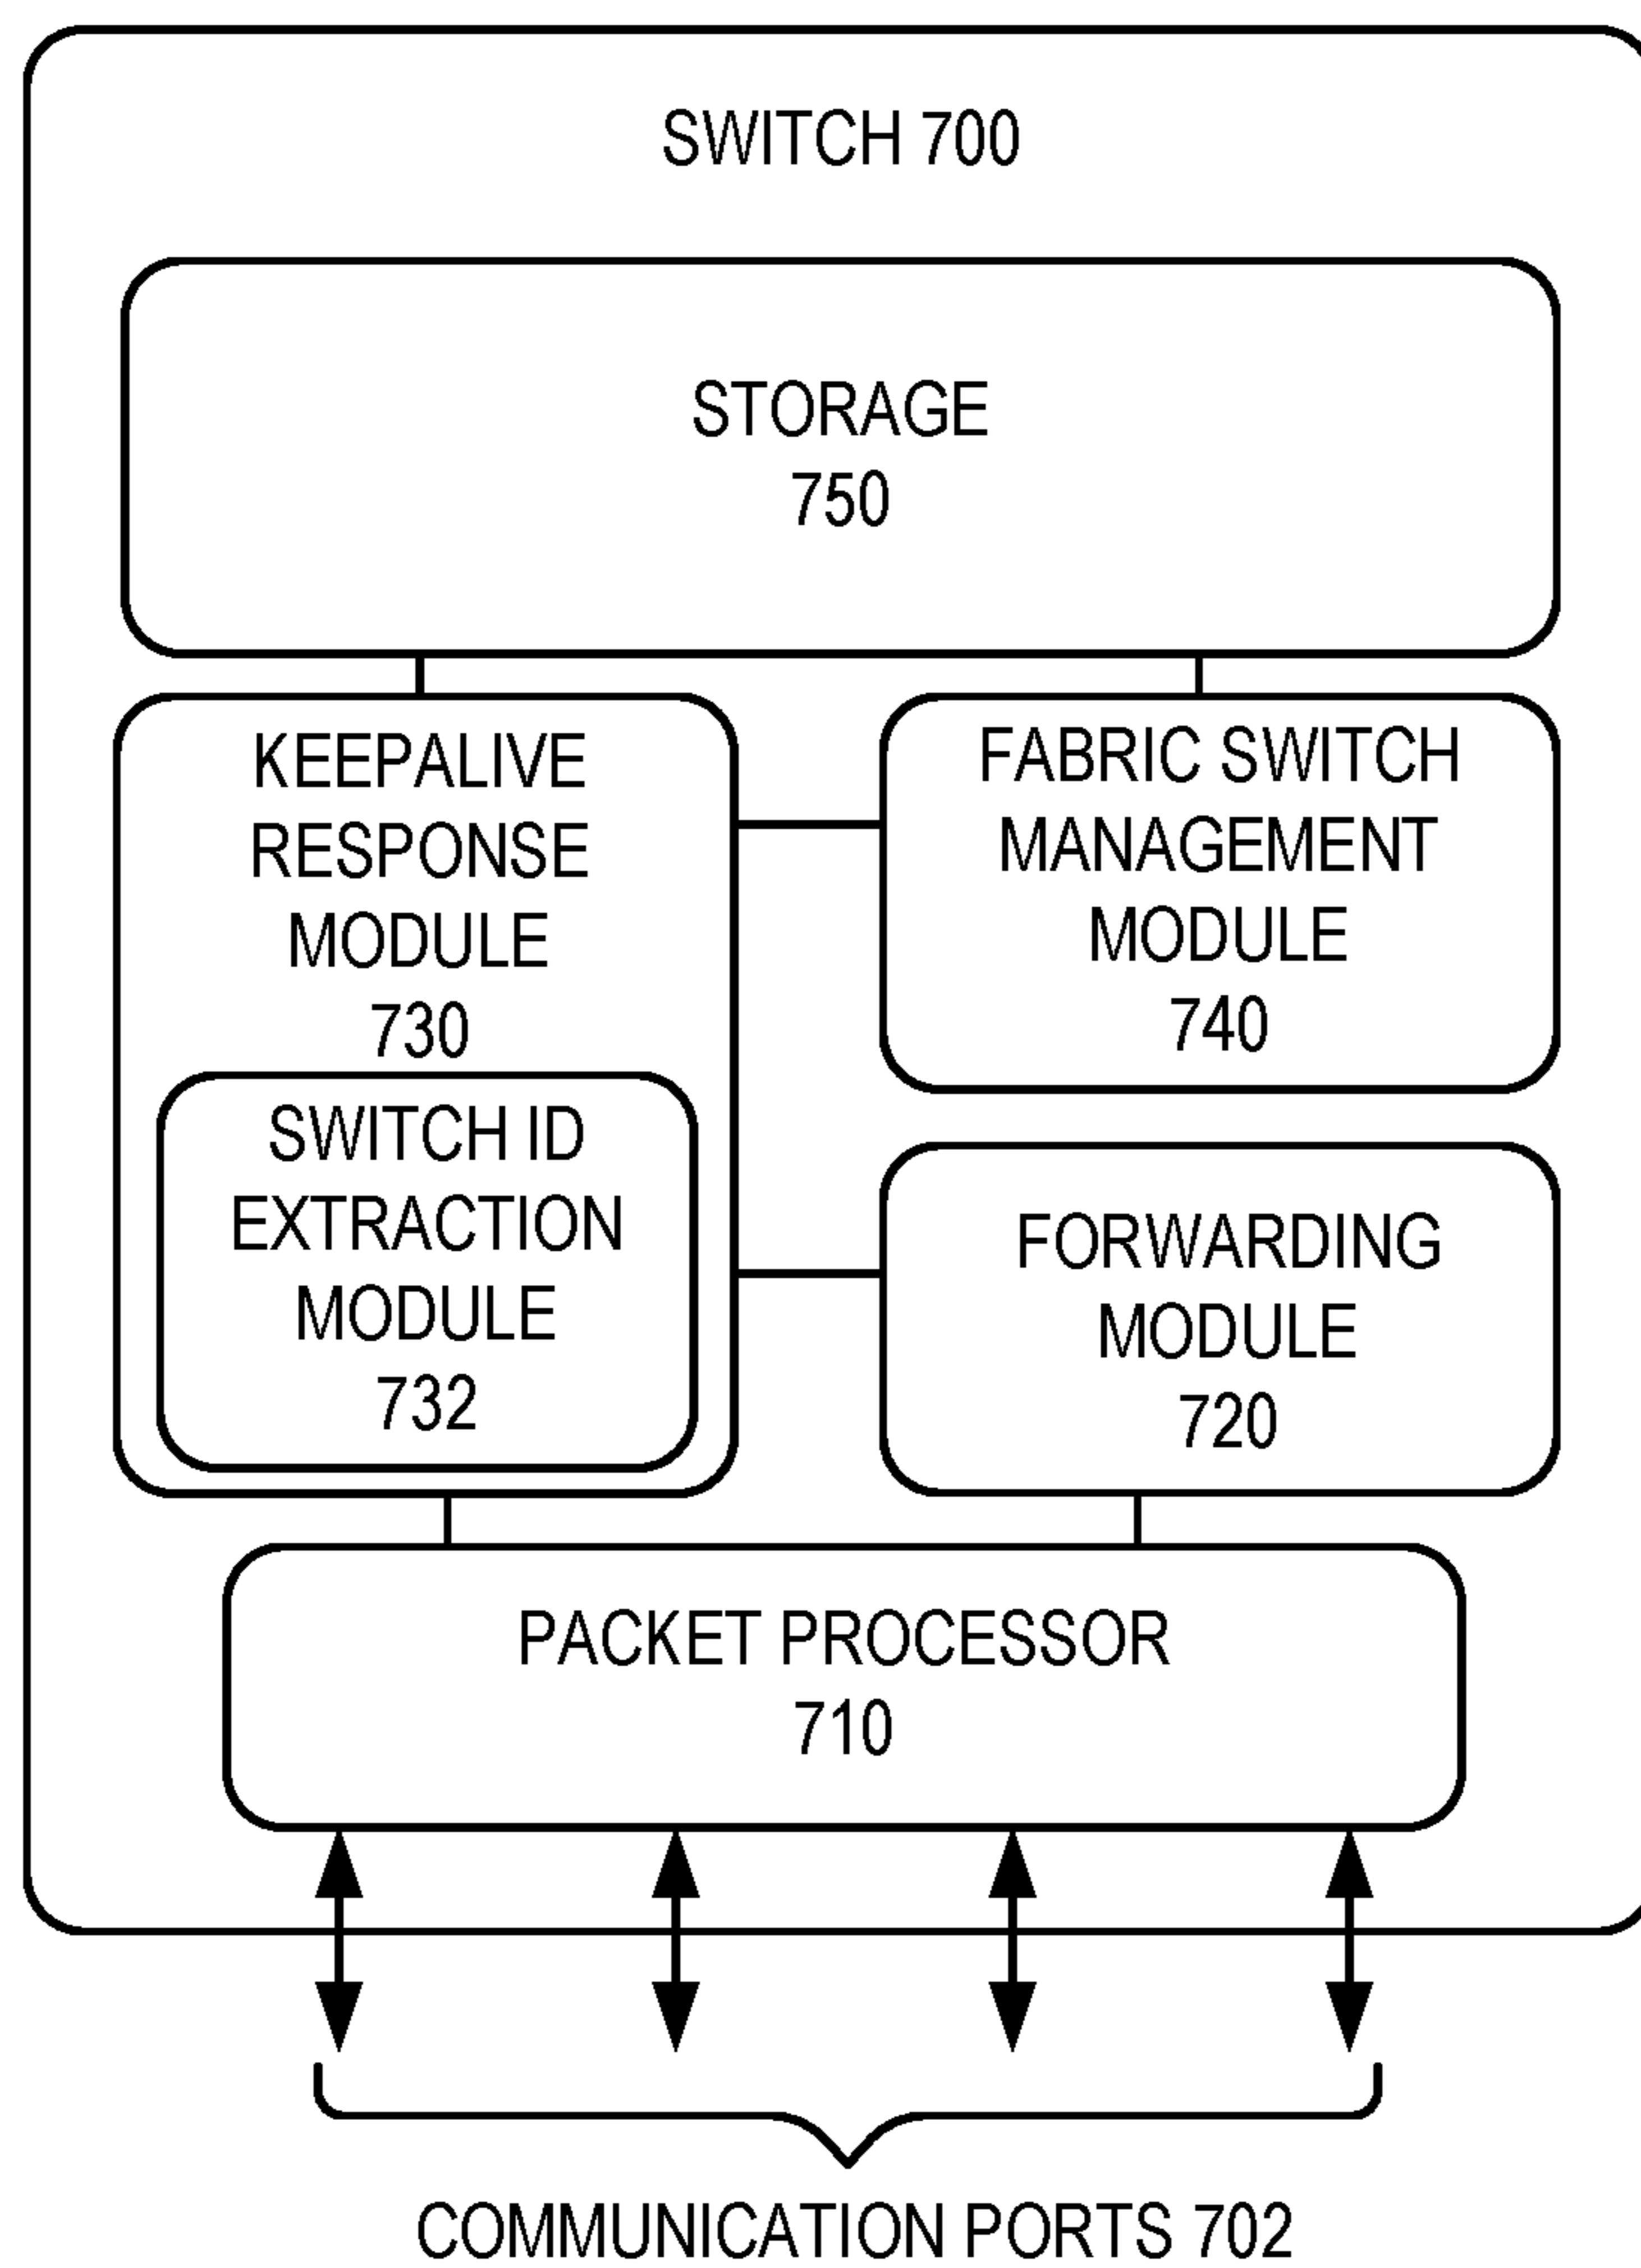 SWITCH 700
STORAGE
750
KEEPALIVE
RESPONSE
MODULE
730
SWITCH ID
EXTRACTION
MODULE
732
FABRIC SWITCH
MANAGEMENT
MODULE
740
FORWARDING
MODULE
720
PACKET PROCESSOR
710
COMMUNICATION PORTS 702